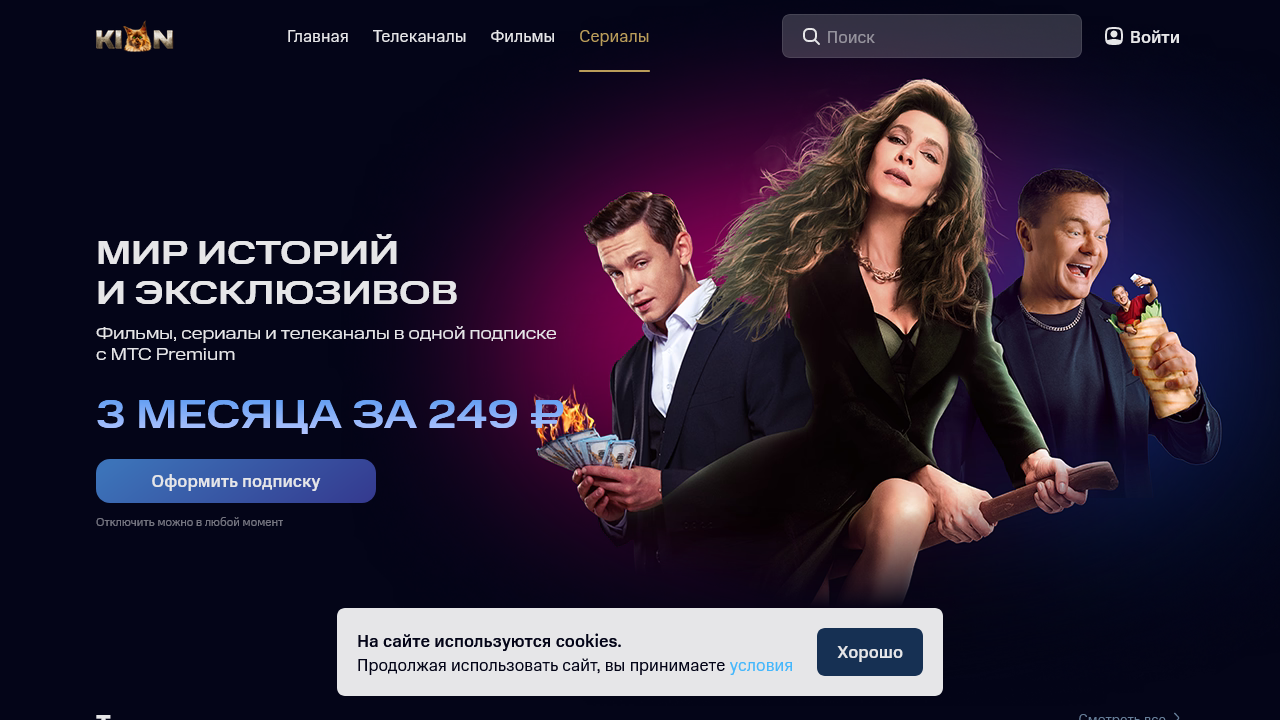 KION
Главная
Телеканалы
Фильмы
Сериалы
Поиск
Войти
МИР ИСТОРИЙ
И ЭКСКЛЮЗИВОВ
Фильмы, сериалы и телеканалы в одной подписке
с МТС Premium
3 МЕСЯЦА ЗА 249 ₽
Оформить подписку
Отключить можно в любой момент
На сайте используются cookies.
Продолжая использовать сайт, вы принимаете условия
Хорошо
Смотреть все